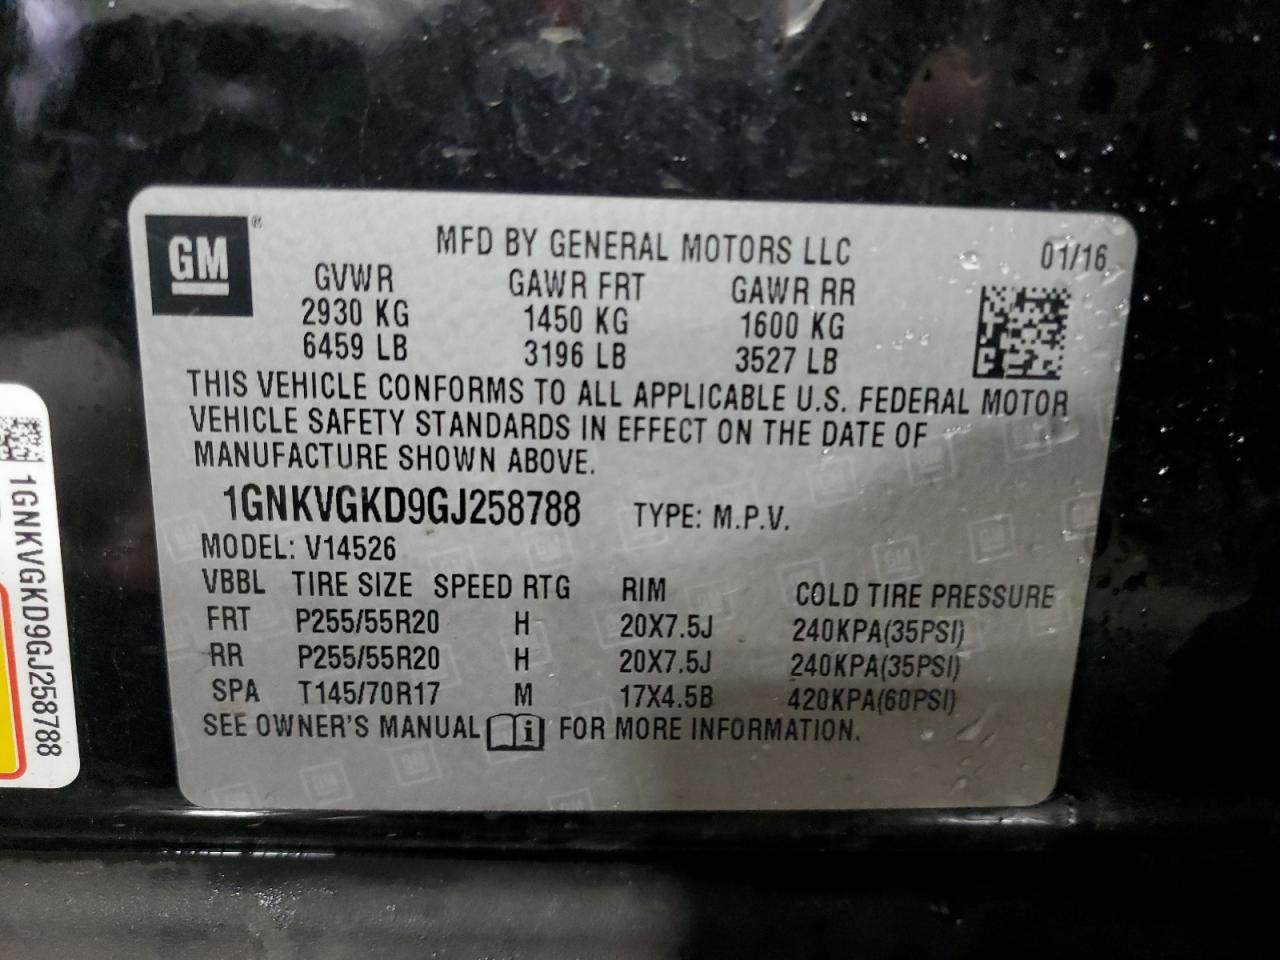 GM ®
MFD BY GENERAL MOTORS LLC 01/16
GVWR GAWR FRT GAWR RR
2930 KG 1450 KG 1600 KG
6459 LB 3196 LB 3527 LB
THIS VEHICLE CONFORMS TO ALL APPLICABLE U.S. FEDERAL MOTOR
VEHICLE SAFETY STANDARDS IN EFFECT ON THE DATE OF
MANUFACTURE SHOWN ABOVE.
1GNKVGKD9GJ258788 TYPE: M.P.V.
MODEL: V14526
VBBL TIRE SIZE SPEED RTG RIM COLD TIRE PRESSURE
FRT P255/55R20 H 20X7.5J 240KPA(35PSI)
RR P255/55R20 H 20X7.5J 240KPA(35PSI)
SPA T145/70R17 M 17X4.5B 420KPA(60PSI)
SEE OWNER'S MANUAL i FOR MORE INFORMATION.
1GNKVGKD9GJ258788